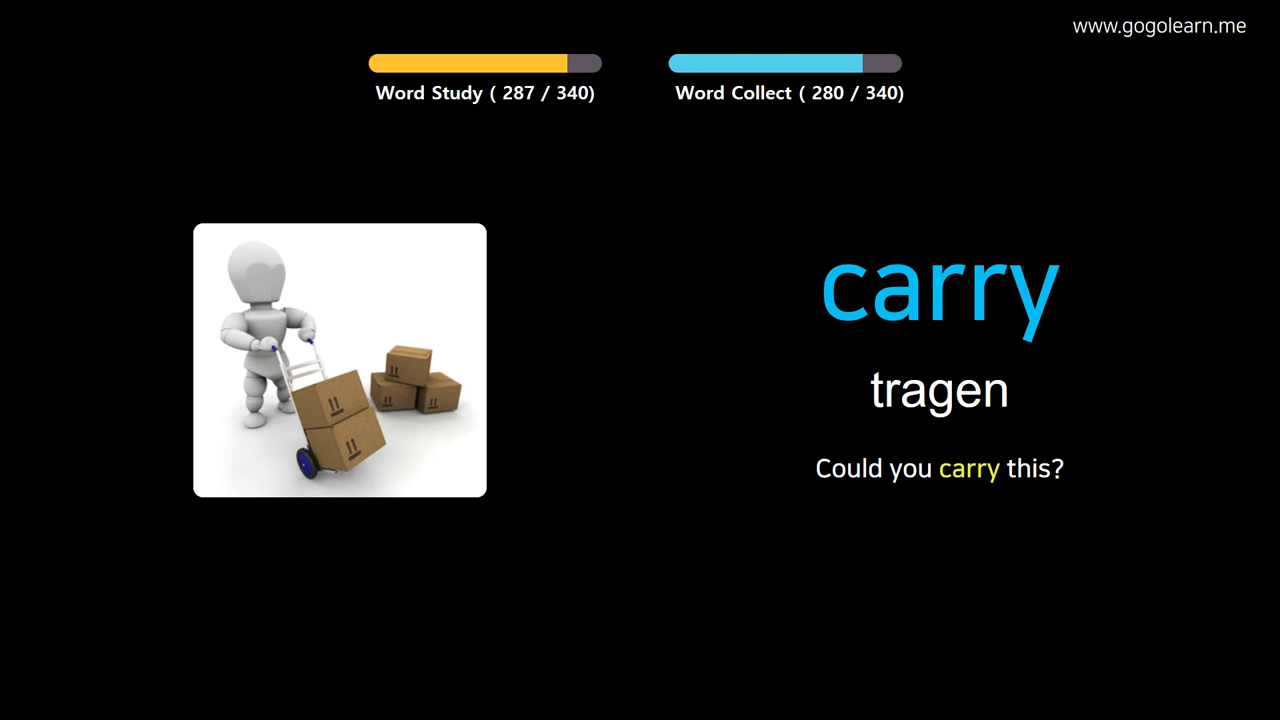 www.gogolearn.me
Word Study ( 287 / 340)
Word Collect ( 280 / 340)
carry
tragen
Could you carry this?